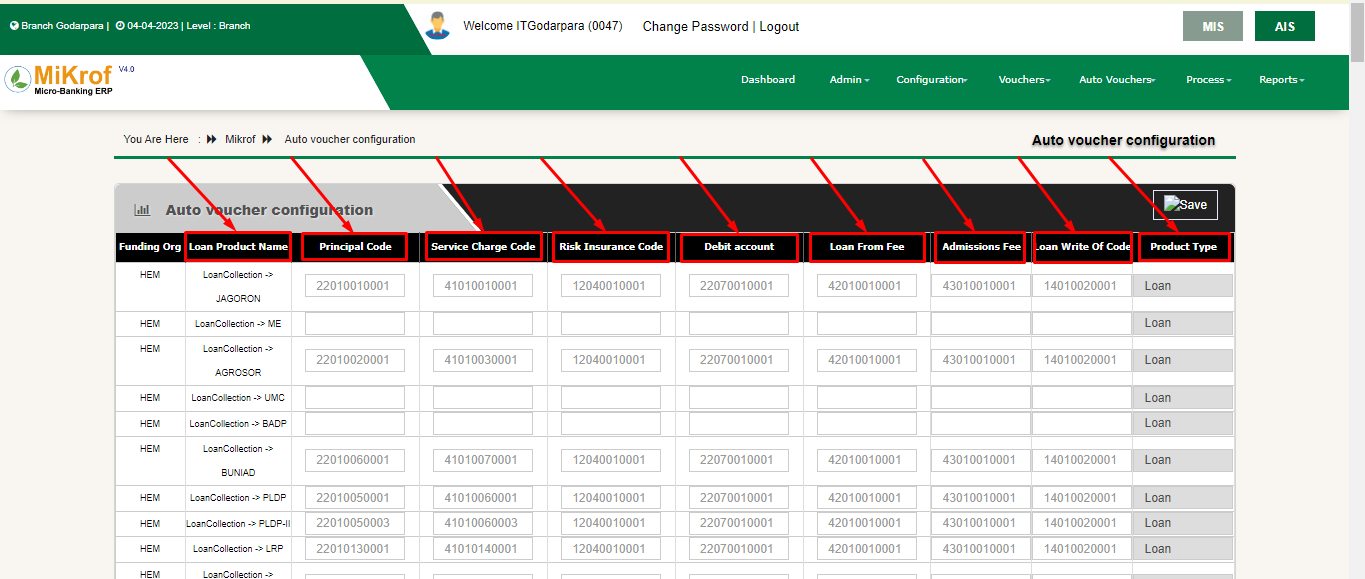 Branch Godarpara | 04-04-2023 | Level : Branch
Welcome ITGodarpara (0047) Change Password | Logout
MIS AIS
MiKrof V4.0
Micro-Banking ERP
Dashboard Admin Configuration Vouchers Auto Vouchers Process Reports
You Are Here : Mikrof Auto voucher configuration
Auto voucher configuration
Auto voucher configuration
Save
Funding Org Loan Product Name Principal Code Service Charge Code Risk Insurance Code Debit account Loan From Fee Admissions Fee Loan Write Of Code Product Type
HEM LoanCollection ->
JAGORON
22010010001 41010010001 12040010001 22070010001 42010010001 43010010001 14010020001 Loan
HEM LoanCollection -> ME Loan
HEM LoanCollection ->
AGROSOR
22010020001 41010030001 12040010001 22070010001 42010010001 43010010001 14010020001 Loan
HEM LoanCollection -> UMC Loan
HEM LoanCollection -> BADP Loan
HEM LoanCollection ->
BUNIAD
22010060001 41010070001 12040010001 22070010001 42010010001 43010010001 14010020001 Loan
HEM LoanCollection -> PLDP 22010050001 41010060001 12040010001 22070010001 42010010001 43010010001 14010020001 Loan
HEM LoanCollection -> PLDP-II 22010050003 41010060003 12040010001 22070010001 42010010001 43010010001 14010020001 Loan
HEM LoanCollection -> LRP 22010130001 41010140001 12040010001 22070010001 42010010001 43010010001 14010020001 Loan
HEM LoanCollection ->